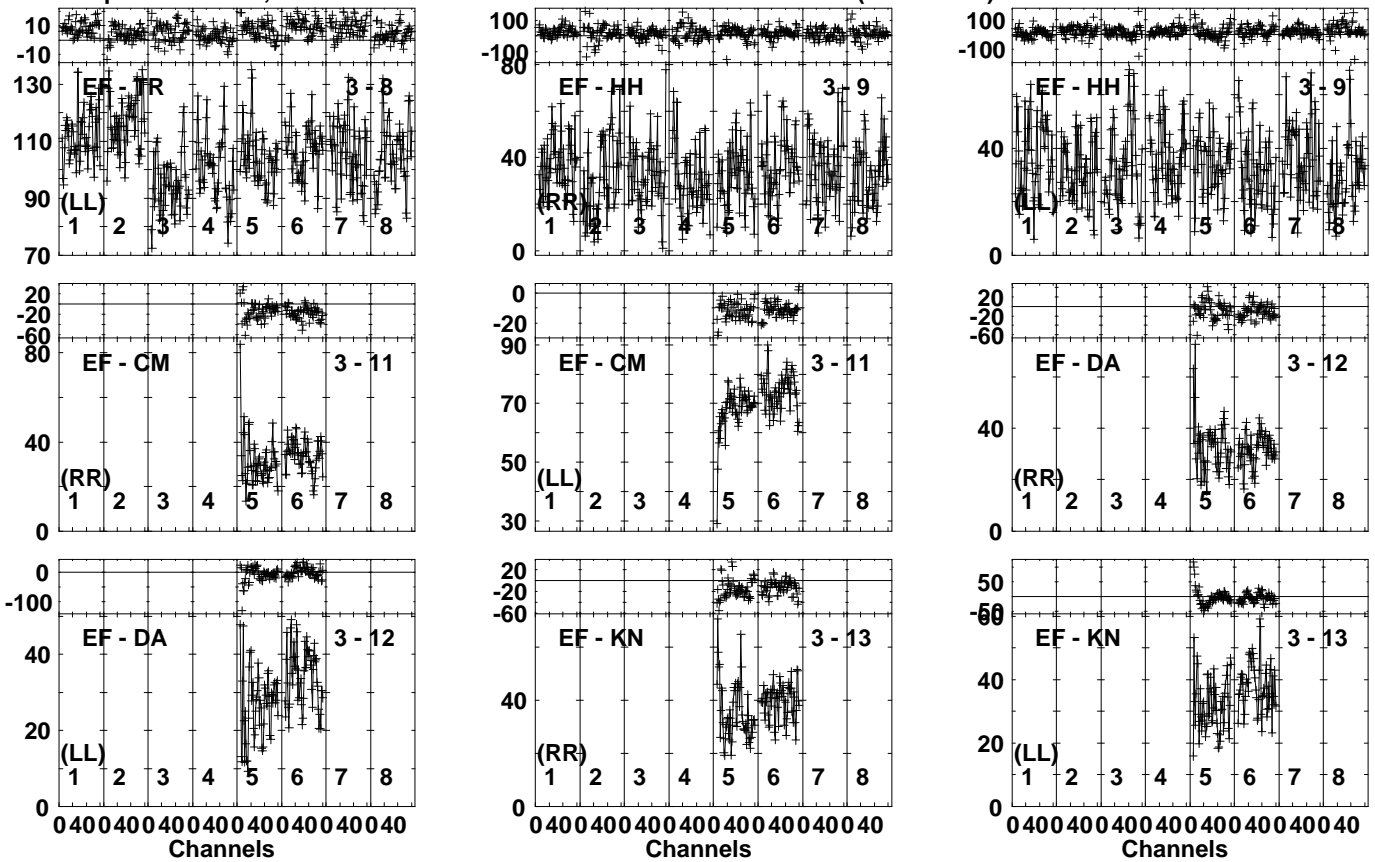 10 100 100
-10 -100 -100
130 EF - TR 3 - 8 80 EF - HH 3 - 9 EF - HH 3 - 9
110 40 40
90
(LL) (RR) (LL)
1 2 3 4 5 6 7 8 1 2 3 4 5 6 7 8 1 2 3 4 5 6 7 8
70 0 0
20 0 20
-20 -20 -20
-60 -60
80 EF - CM 3 - 11 90 EF - CM 3 - 11 EF - DA 3 - 12
40 70 40
(RR) 50 (LL) (RR)
1 2 3 4 5 6 7 8 1 2 3 4 5 6 7 8 1 2 3 4 5 6 7 8
0 30 0
0 20 50
-100 -20 -50
-60 60
EF - DA 3 - 12 EF - KN 3 - 13 EF - KN 3 - 13
40 40 40
20 20
(LL) (RR) (LL)
1 2 3 4 5 6 7 8 1 2 3 4 5 6 7 8 1 2 3 4 5 6 7 8
0 0 0
0 40 0 40 0 40 0 40 0 40 0 40 0 40 0 40 0 40 0 40 0 40 0 40 0 40 0 40 0 40 0 40 0 40 0 40 0 40 0 40 0 40 0 40 0 40 0 40
Channels Channels Channels